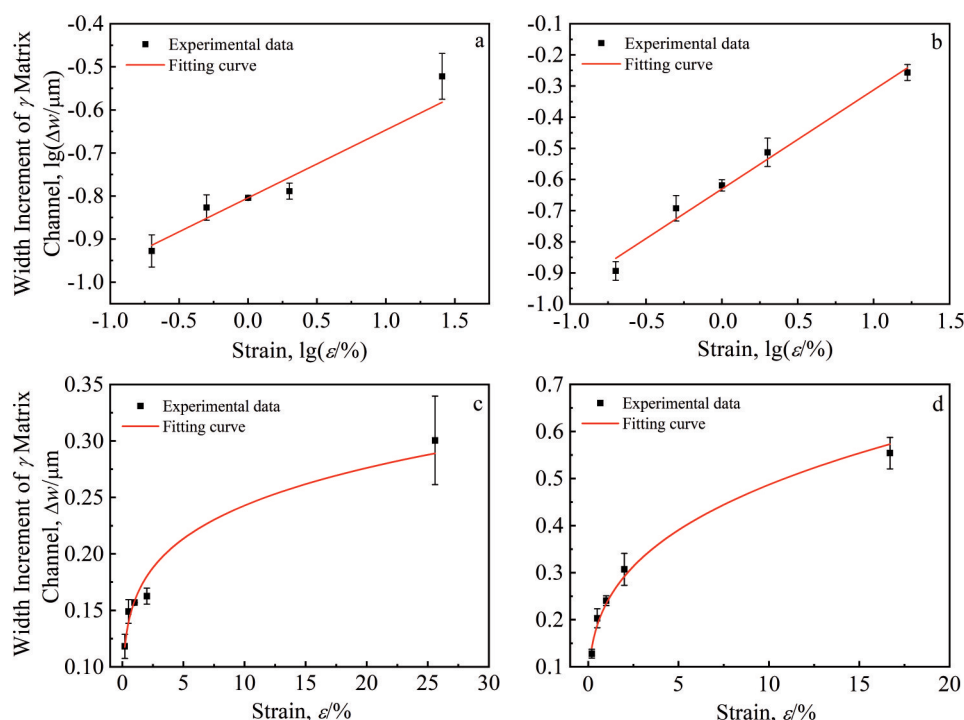 -0.4
-0.5
-0.6
-0.7
-0.8
-0.9
-1.0
Width Increment of γ Matrix
Channel, lg(Δw/μm)
Experimental data
Fitting curve
a
-1.0 -0.5 0.0 0.5 1.0 1.5
Strain, lg(ε/%)
-0.1
-0.2
-0.3
-0.4
-0.5
-0.6
-0.7
-0.8
-0.9
-1.0
Experimental data
Fitting curve
b
-1.0 -0.5 0.0 0.5 1.0 1.5
Strain, lg(ε/%)
0.35
0.30
0.25
0.20
0.15
0.10
Width Increment of γ Matrix
Channel, Δw/μm
Experimental data
Fitting curve
c
0 5 10 15 20 25 30
Strain, ε/%
0.7
0.6
0.5
0.4
0.3
0.2
0.1
Experimental data
Fitting curve
d
0 5 10 15 20
Strain, ε/%